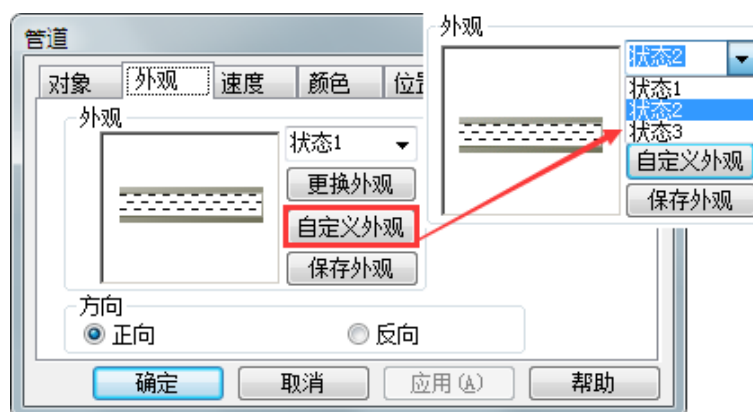 管道
对象 外观 速度 颜色
外观
状态1
更换外观
自定义外观
保存外观
方向
正向 反向
确定 取消 应用(A) 帮助
外观
状态2
状态1
状态2
状态3
自定义外观
保存外观